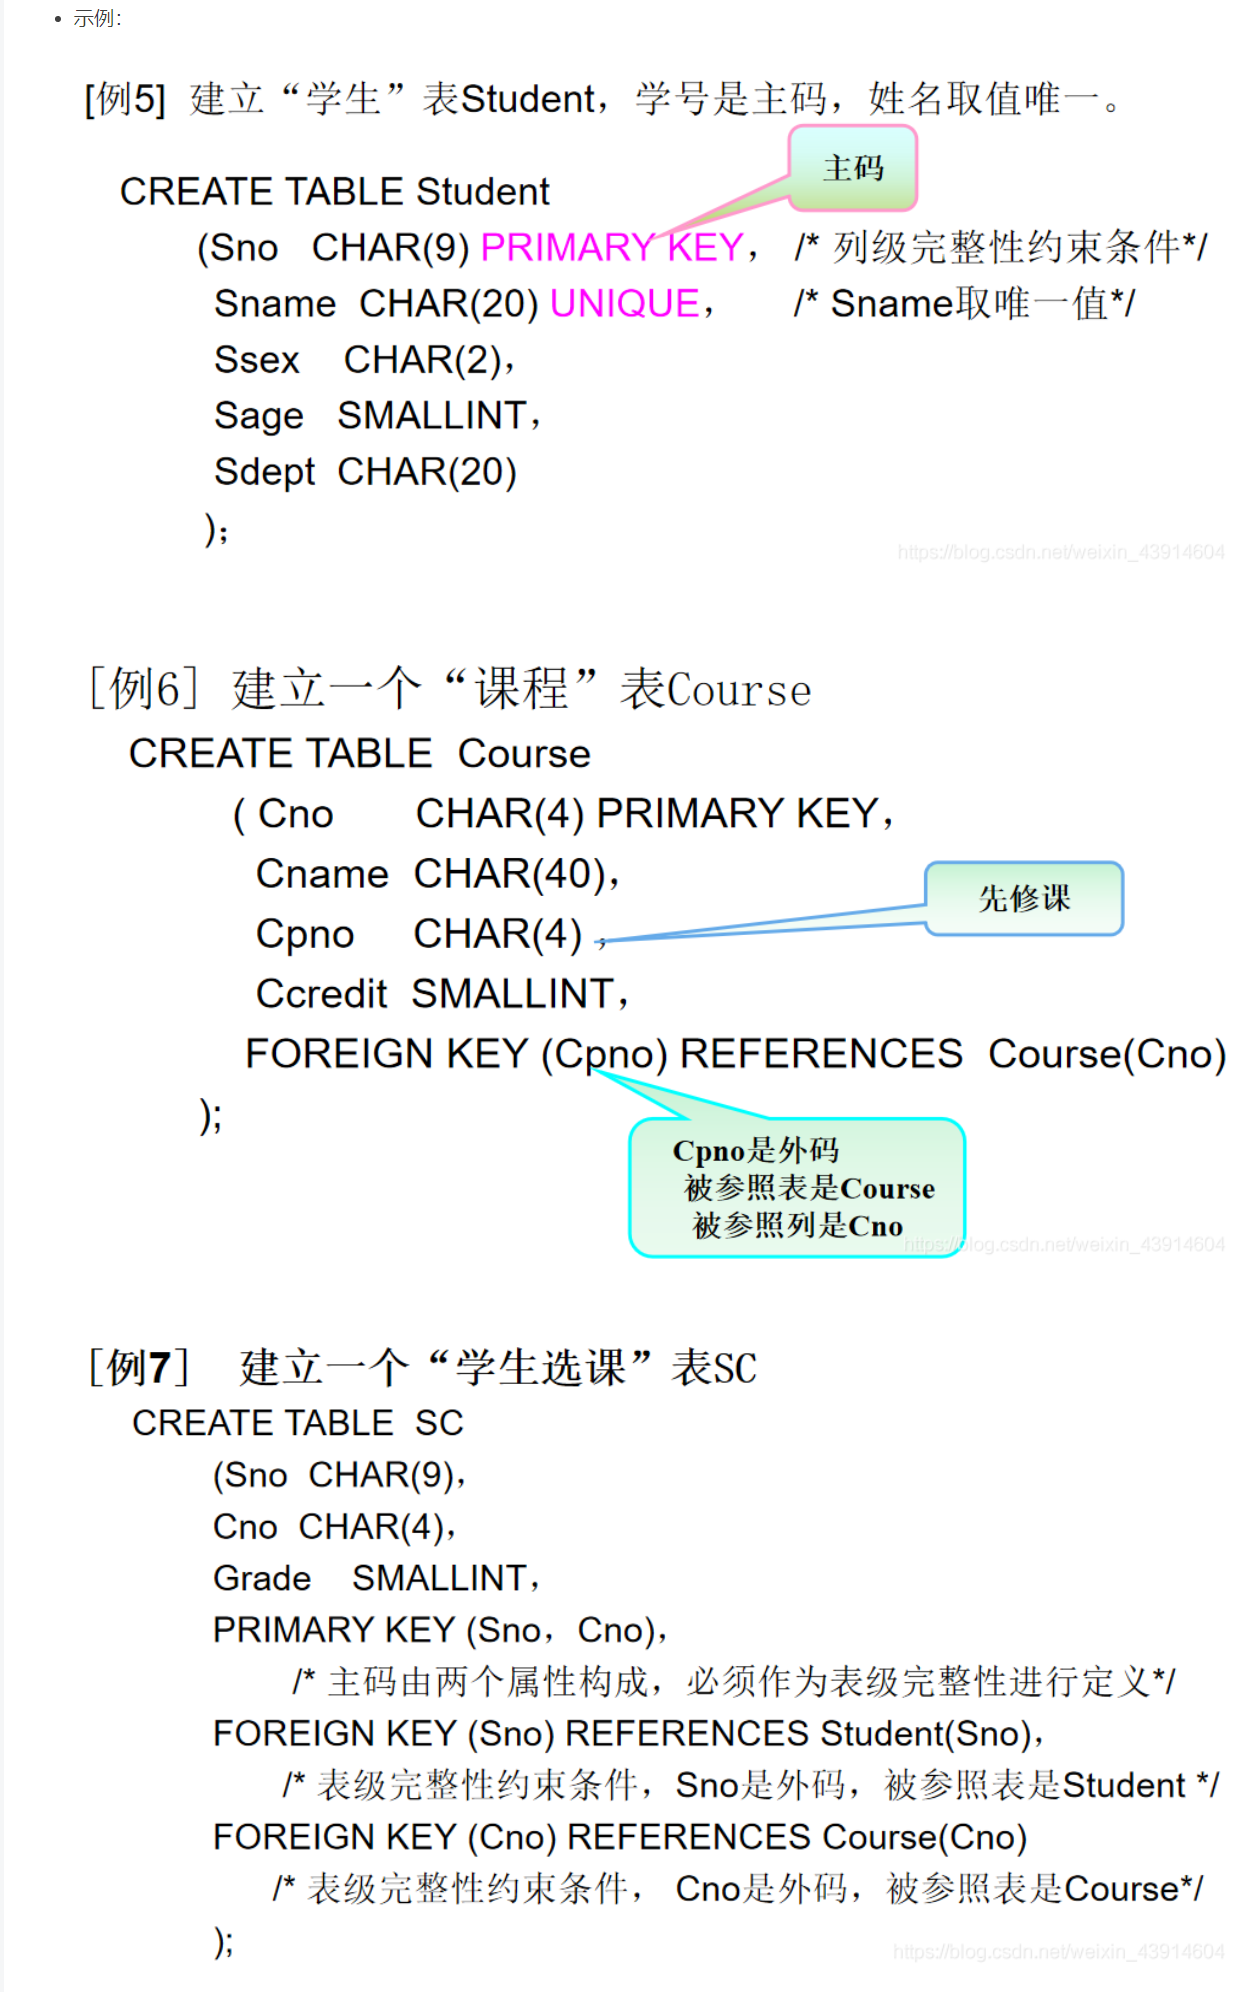 • 示例：
[例5] 建立“学生”表Student，学号是主码，姓名取值唯一。
主码
CREATE TABLE Student
(Sno CHAR(9) PRIMARY KEY， /* 列级完整性约束条件*/
Sname CHAR(20) UNIQUE， /* Sname取唯一值*/
Ssex CHAR(2)，
Sage SMALLINT，
Sdept CHAR(20)
)；
https://blog.csdn.net/weixin_43914604
[例6] 建立一个“课程”表Course
CREATE TABLE Course
( Cno CHAR(4) PRIMARY KEY，
Cname CHAR(40)，
先修课
Cpno CHAR(4) ，
Ccredit SMALLINT，
FOREIGN KEY (Cpno) REFERENCES Course(Cno)
);
Cpno是外码
被参照表是Course
被参照列是Cno
https://blog.csdn.net/weixin_43914604
[例7] 建立一个“学生选课”表SC
CREATE TABLE SC
(Sno CHAR(9)，
Cno CHAR(4)，
Grade SMALLINT，
PRIMARY KEY (Sno，Cno)，
/* 主码由两个属性构成，必须作为表级完整性进行定义*/
FOREIGN KEY (Sno) REFERENCES Student(Sno)，
/* 表级完整性约束条件，Sno是外码，被参照表是Student */
FOREIGN KEY (Cno) REFERENCES Course(Cno)
/* 表级完整性约束条件， Cno是外码，被参照表是Course*/
);
https://blog.csdn.net/weixin_43914604